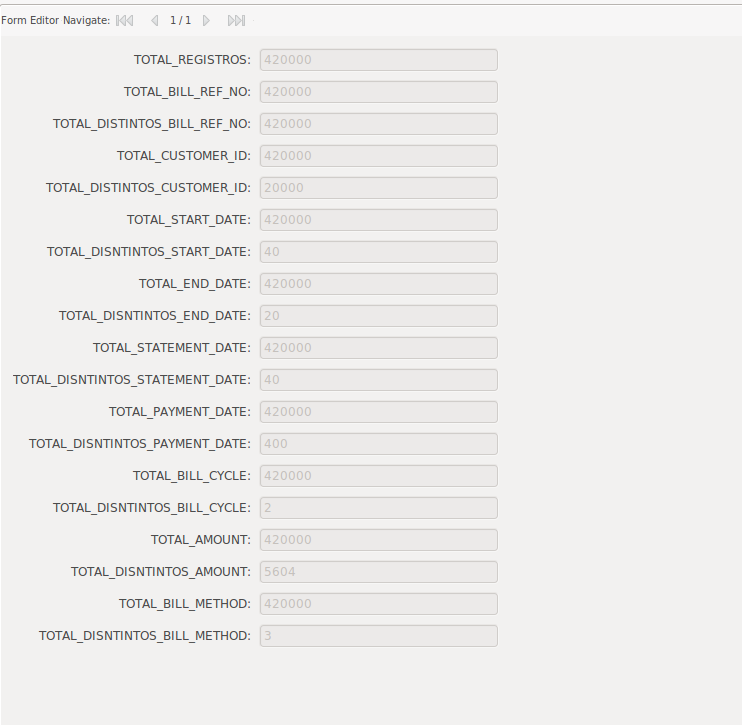 Form Editor Navigate: 1 / 1
TOTAL_REGISTROS: 420000
TOTAL_BILL_REF_NO: 420000
TOTAL_DISTINTOS_BILL_REF_NO: 420000
TOTAL_CUSTOMER_ID: 420000
TOTAL_DISTINTOS_CUSTOMER_ID: 20000
TOTAL_START_DATE: 420000
TOTAL_DISNTINTOS_START_DATE: 40
TOTAL_END_DATE: 420000
TOTAL_DISNTINTOS_END_DATE: 20
TOTAL_STATEMENT_DATE: 420000
TOTAL_DISNTINTOS_STATEMENT_DATE: 40
TOTAL_PAYMENT_DATE: 420000
TOTAL_DISNTINTOS_PAYMENT_DATE: 400
TOTAL_BILL_CYCLE: 420000
TOTAL_DISNTINTOS_BILL_CYCLE: 2
TOTAL_AMOUNT: 420000
TOTAL_DISNTINTOS_AMOUNT: 5604
TOTAL_BILL_METHOD: 420000
TOTAL_DISNTINTOS_BILL_METHOD: 3